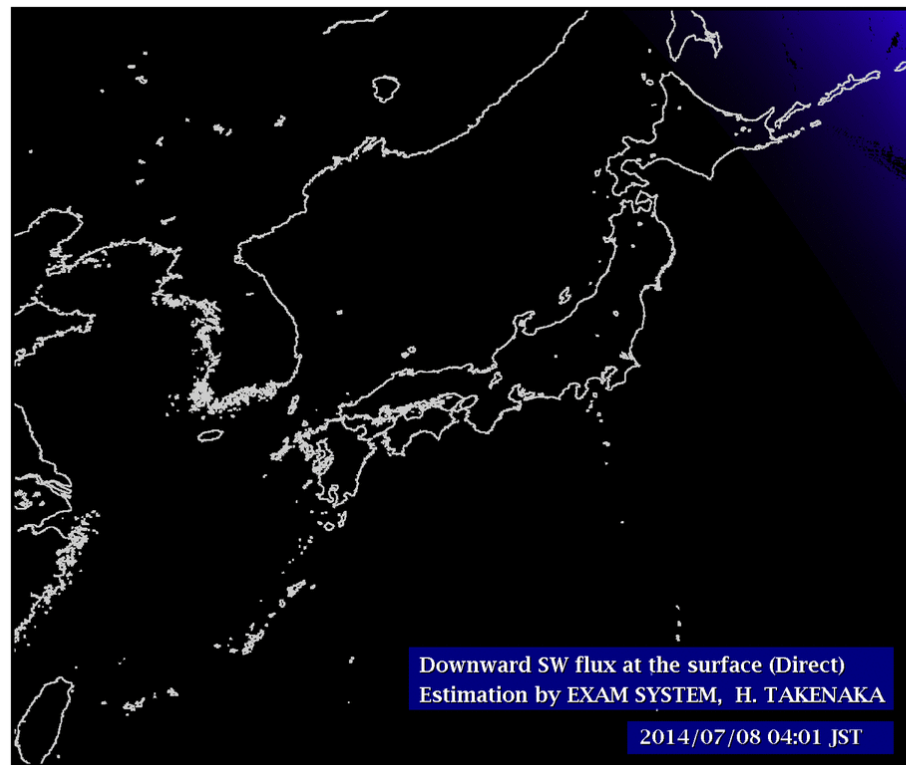 Downward SW flux at the surface (Direct)
Estimation by EXAM SYSTEM, H. TAKENAKA
2014/07/08 04:01 JST